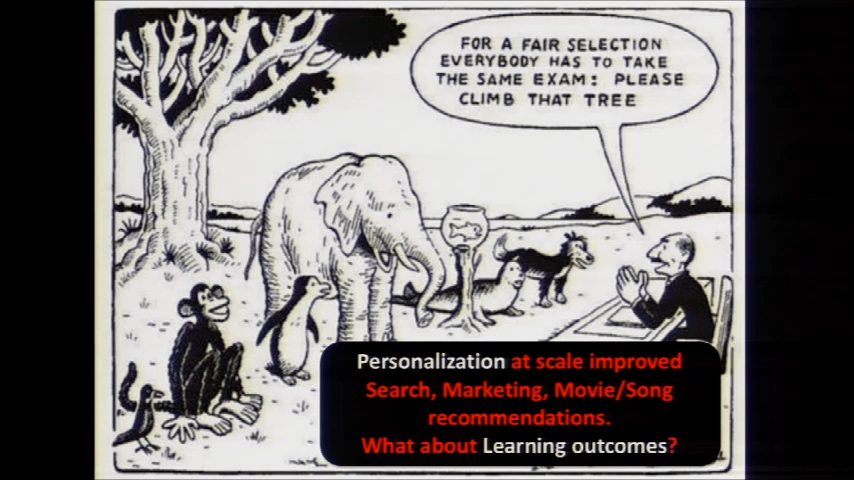 FOR A FAIR SELECTION
EVERYBODY HAS TO TAKE
THE SAME EXAM: PLEASE
CLIMB THAT TREE
Personalization at scale improved
Search, Marketing, Movie/Song
recommendations.
What about Learning outcomes?